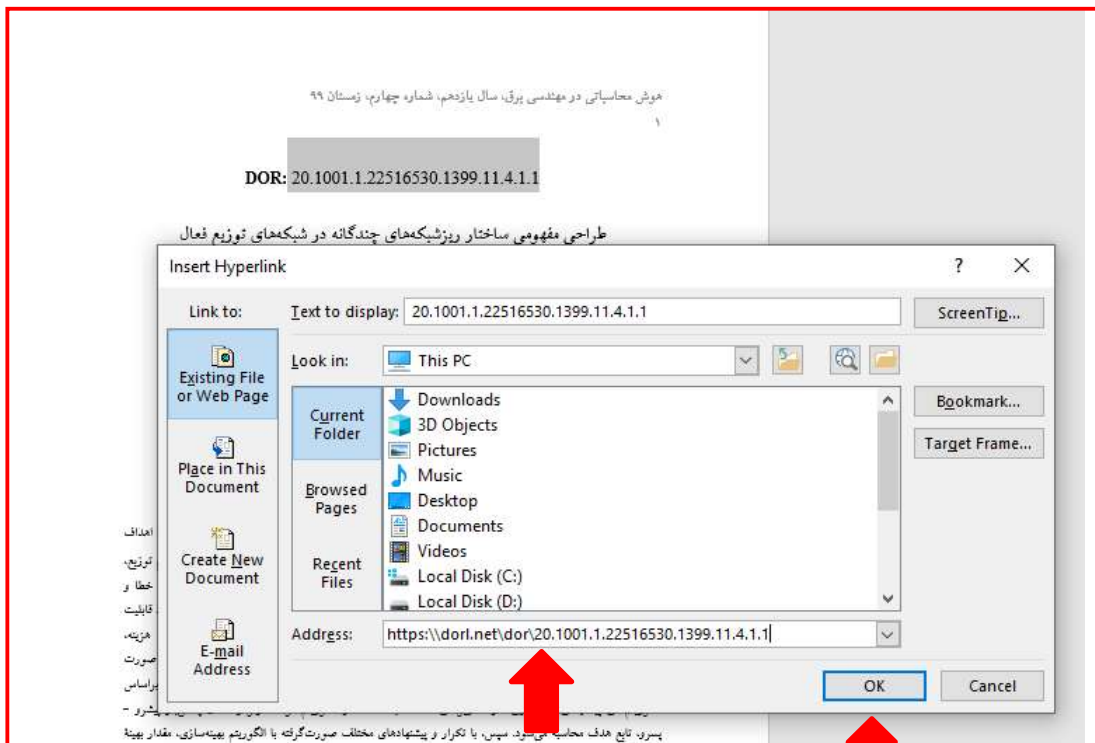 هوش محاسباتی در مهندسی برق، سال یازدهم، شماره چهارم، زمستان ۹۹
۱
DOR: 20.1001.1.22516530.1399.11.4.1.1
طراحی مفهومی ساختار ریزشبکه‌های چندگانه در شبکه‌های توزیع فعال
Insert Hyperlink ? X
Link to:
Text to display: 20.1001.1.22516530.1399.11.4.1.1
ScreenTip...
Existing File
or Web Page
Place in This
Document
Create New
Document
E-mail
Address
Look in: This PC
Current
Folder
Browsed
Pages
Recent
Files
Downloads
3D Objects
Pictures
Music
Desktop
Documents
Videos
Local Disk (C:)
Local Disk (D:)
Bookmark...
Target Frame...
Address: https:\\dorl.net\dor\20.1001.1.22516530.1399.11.4.1.1
OK
Cancel
اهداف
توزیع،
خطا و
قابلیت
هزینه،
صورت
براساس
پیشرو -
پسرو، تابع هدف محاسبه می‌شود. سپس، با تکرار و پیشنهادهای مختلف صورت‌گرفته با الگوریتم بهینه‌سازی، مقدار بهینۀ